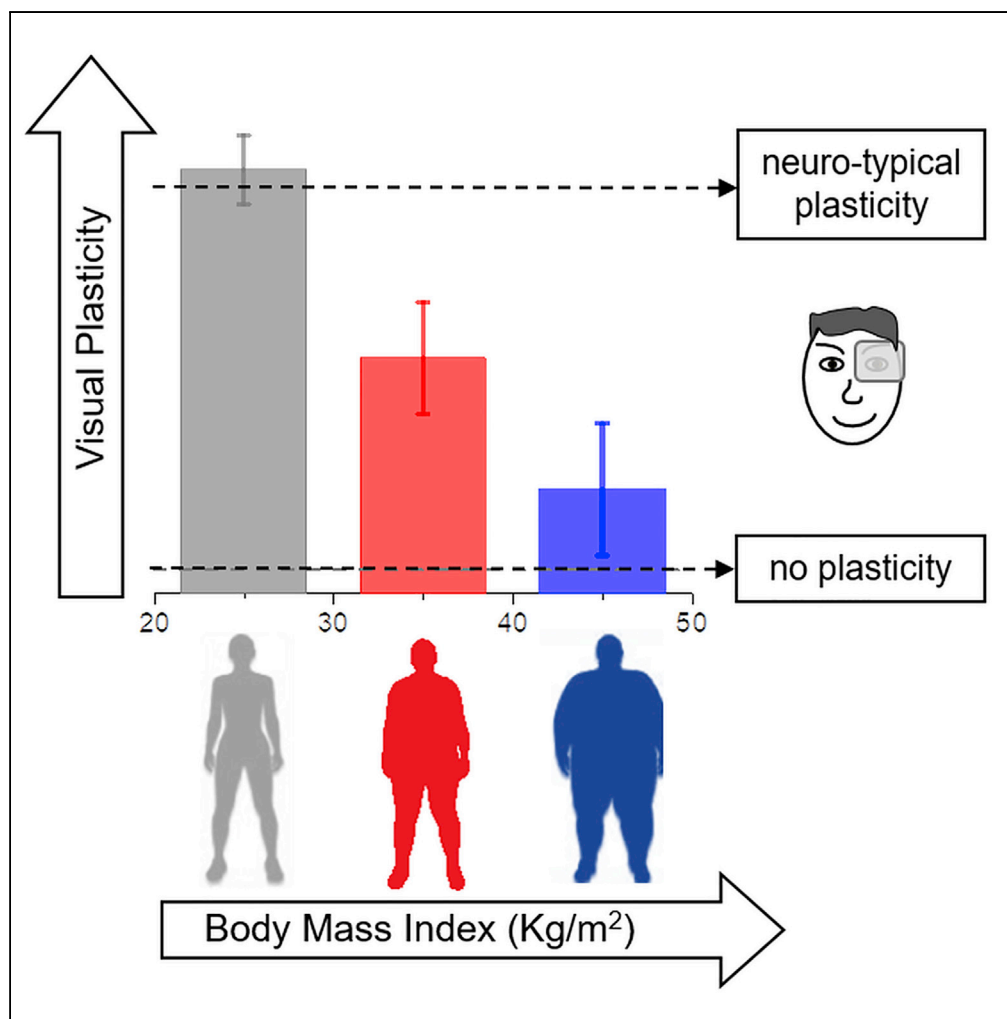 Visual Plasticity
neuro-typical
plasticity
no plasticity
20 30 40 50
Body Mass Index (Kg/m²)